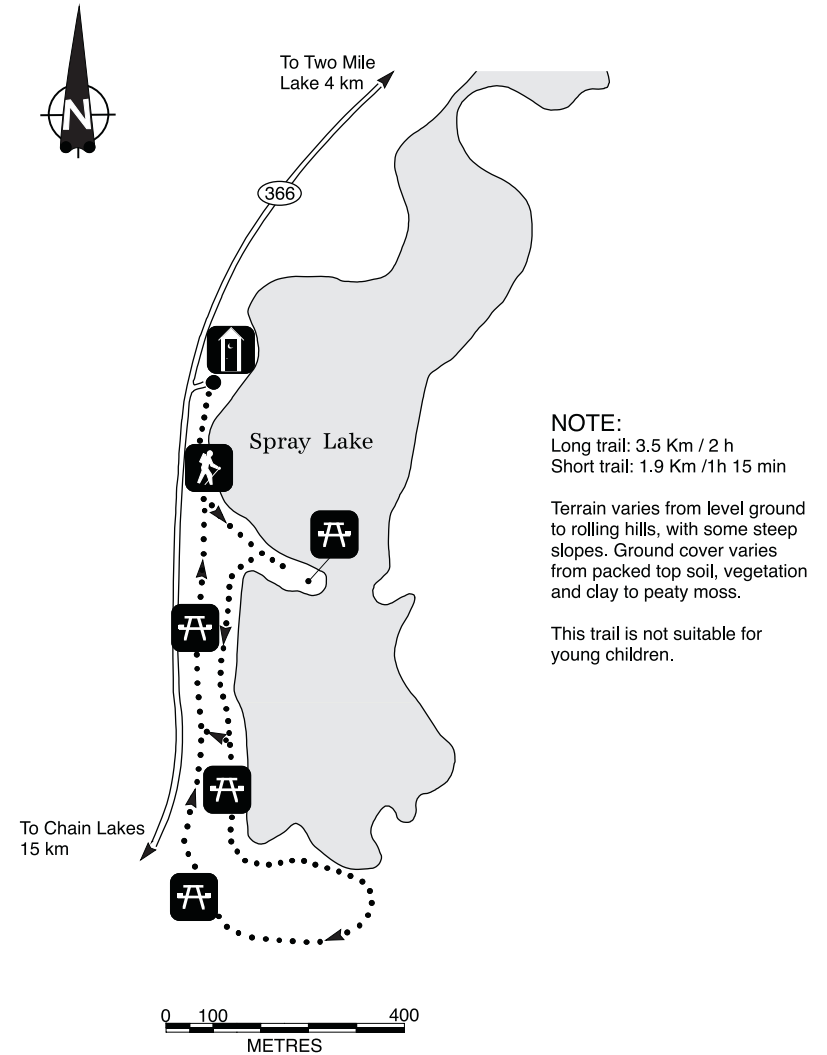 N
To Two Mile
Lake 4 km
366
Spray Lake
NOTE:
Long trail: 3.5 Km / 2 h
Short trail: 1.9 Km /1h 15 min
Terrain varies from level ground
to rolling hills, with some steep
slopes. Ground cover varies
from packed top soil, vegetation
and clay to peaty moss.
This trail is not suitable for
young children.
To Chain Lakes
15 km
0 100 400
METRES